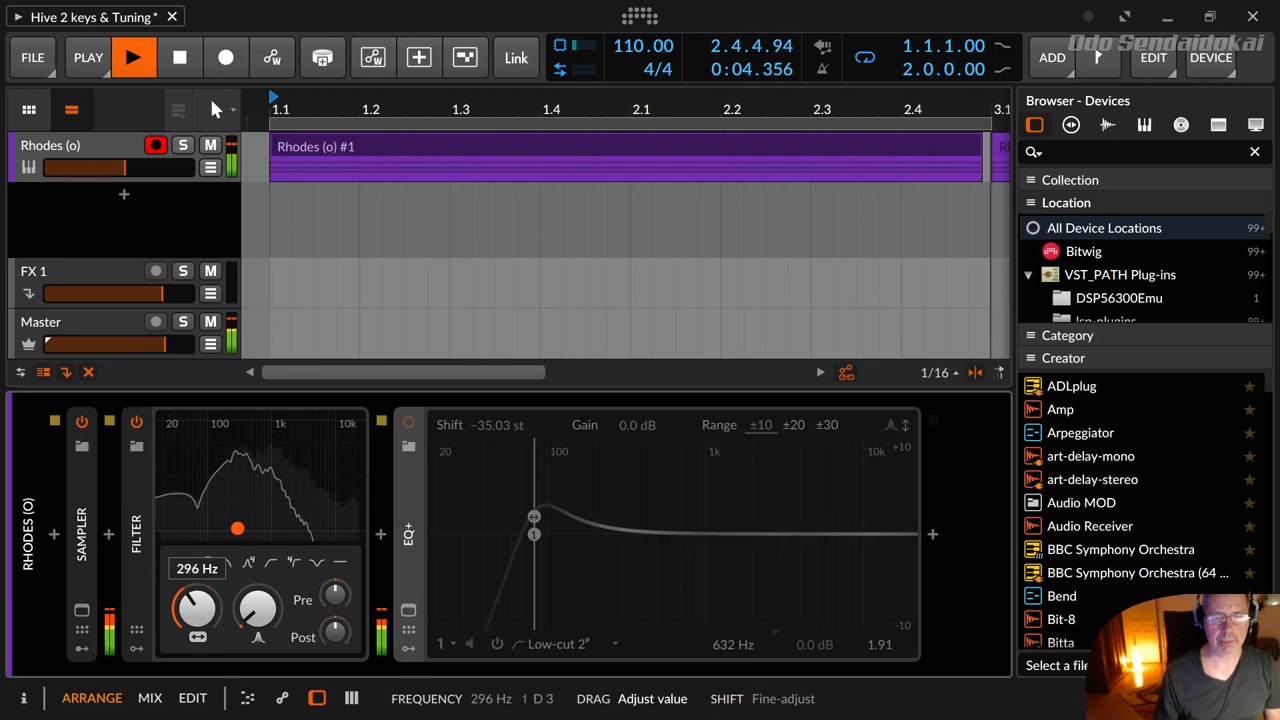 Hive 2 keys & Tuning*
FILE
PLAY
Link
110.00
4/4
2.4.4.94
0:04.356
1.1.1.00
2.0.0.00
ADD
EDIT
DEVICE
Odo Sendaidokai
1.1
1.2
1.3
1.4
2.1
2.2
2.3
2.4
3.1
Rhodes (o)
S
M
Rhodes (o) #1
FX 1
S
M
Master
S
M
1/16
Browser - Devices
Collection
Location
All Device Locations
99+
Bitwig
99+
VST_PATH Plug-ins
99+
DSP56300Emu
1
lsp-plugins
99+
Category
Creator
ADLplug
Amp
Arpeggiator
art-delay-mono
art-delay-stereo
Audio MOD
Audio Receiver
BBC Symphony Orchestra
BBC Symphony Orchestra (64 ...
Bend
Bit-8
Bitta
Select a file
RHODES (O)
SAMPLER
FILTER
20
100
1k
10k
296 Hz
Pre
Post
EQ+
Shift
-35.03 st
Gain
0.0 dB
Range
±10
±20
±30
20
100
1k
10k
+10
-10
1
1
Low-cut 2ᴾ
632 Hz
0.0 dB
1.91
ARRANGE
MIX
EDIT
FREQUENCY
296 Hz
1 D 3
DRAG
Adjust value
SHIFT
Fine-adjust